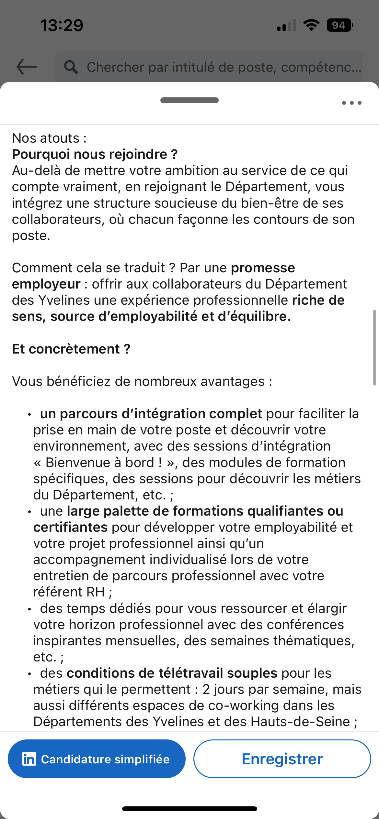 13:29
94
Chercher par intitulé de poste, compétenc...
Nos atouts :
Pourquoi nous rejoindre ?
Au-delà de mettre votre ambition au service de ce qui
compte vraiment, en rejoignant le Département, vous
intégrez une structure soucieuse du bien-être de ses
collaborateurs, où chacun façonne les contours de son
poste.
Comment cela se traduit ? Par une promesse
employeur : offrir aux collaborateurs du Département
des Yvelines une expérience professionnelle riche de
sens, source d’employabilité et d’équilibre.
Et concrètement ?
Vous bénéficiez de nombreux avantages :
• un parcours d’intégration complet pour faciliter la
prise en main de votre poste et découvrir votre
environnement, avec des sessions d’intégration
« Bienvenue à bord ! », des modules de formation
spécifiques, des sessions pour découvrir les métiers
du Département, etc. ;
• une large palette de formations qualifiantes ou
certifiantes pour développer votre employabilité et
votre projet professionnel ainsi qu’un
accompagnement individualisé lors de votre
entretien de parcours professionnel avec votre
référent RH ;
• des temps dédiés pour vous ressourcer et élargir
votre horizon professionnel avec des conférences
inspirantes mensuelles, des semaines thématiques,
etc. ;
• des conditions de télétravail souples pour les
métiers qui le permettent : 2 jours par semaine, mais
aussi différents espaces de co-working dans les
Départements des Yvelines et des Hauts-de-Seine ;
in Candidature simplifiée
Enregistrer